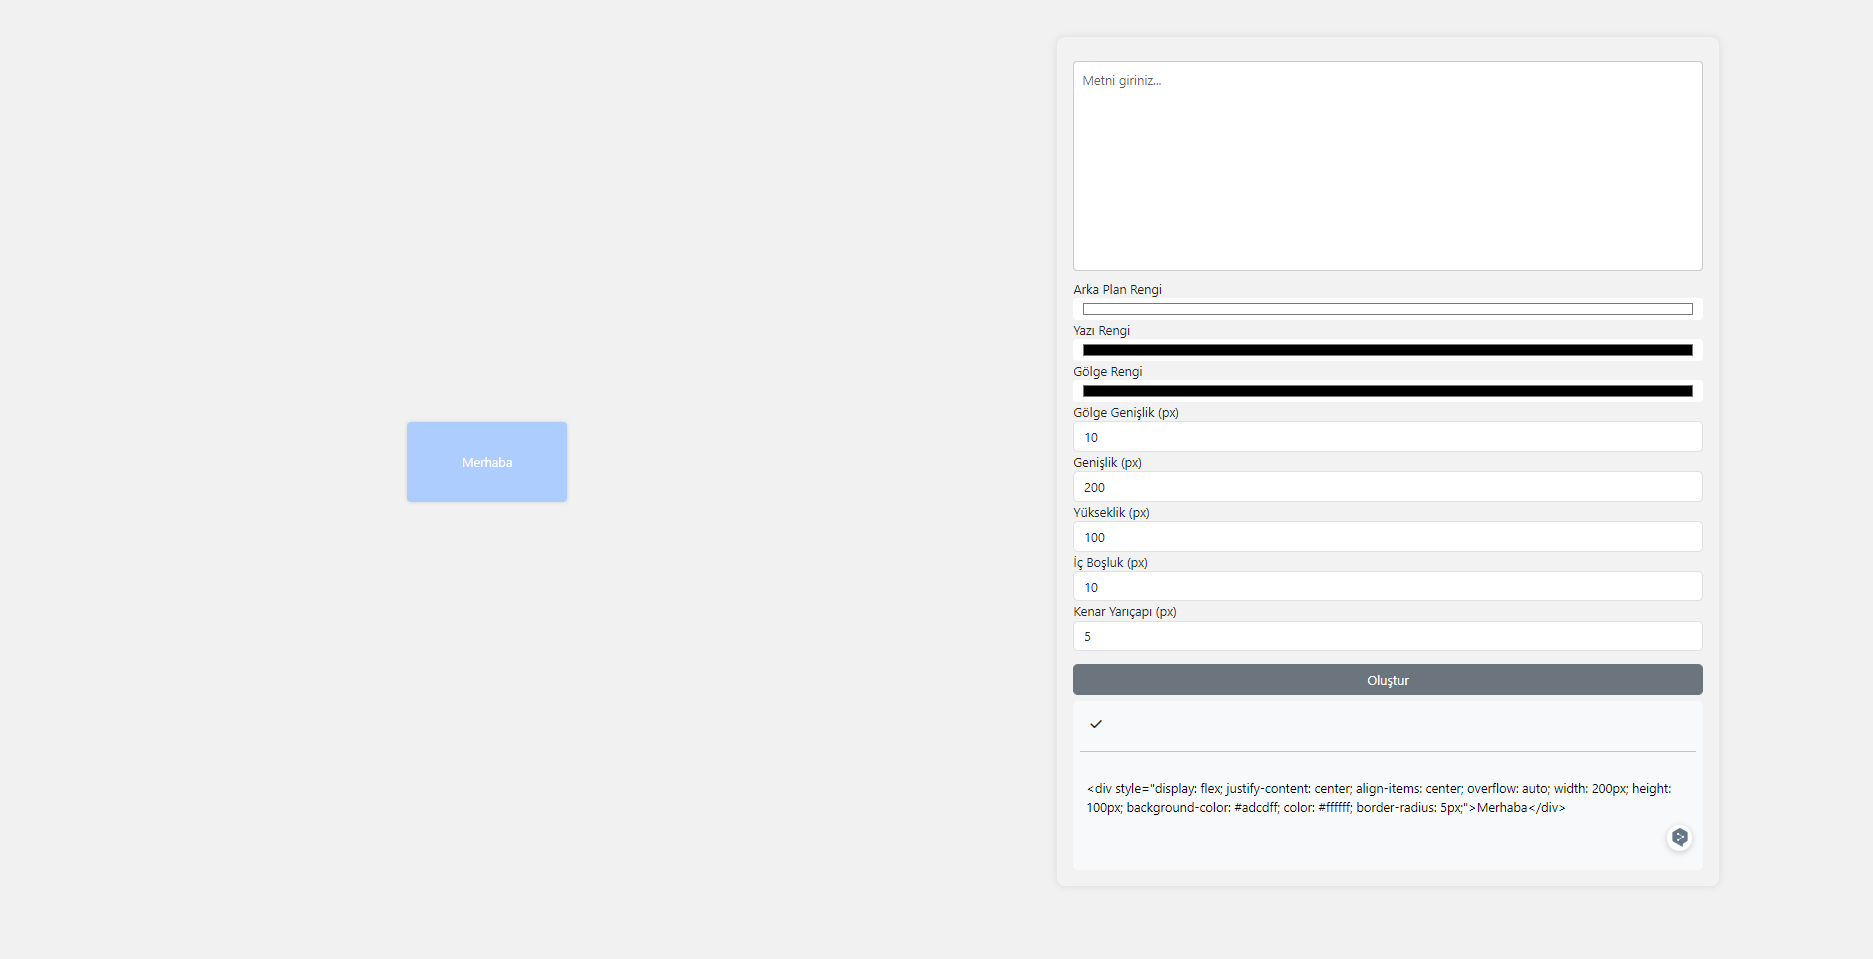 Merhaba
Metni giriniz...
Arka Plan Rengi
Yazı Rengi
Gölge Rengi
Gölge Genişlik (px)
10
Genişlik (px)
200
Yükseklik (px)
100
İç Boşluk (px)
10
Kenar Yarıçapı (px)
5
Oluştur
<div style="display: flex; justify-content: center; align-items: center; overflow: auto; width: 200px; height:
100px; background-color: #adcdff; color: #ffffff; border-radius: 5px;">Merhaba</div>